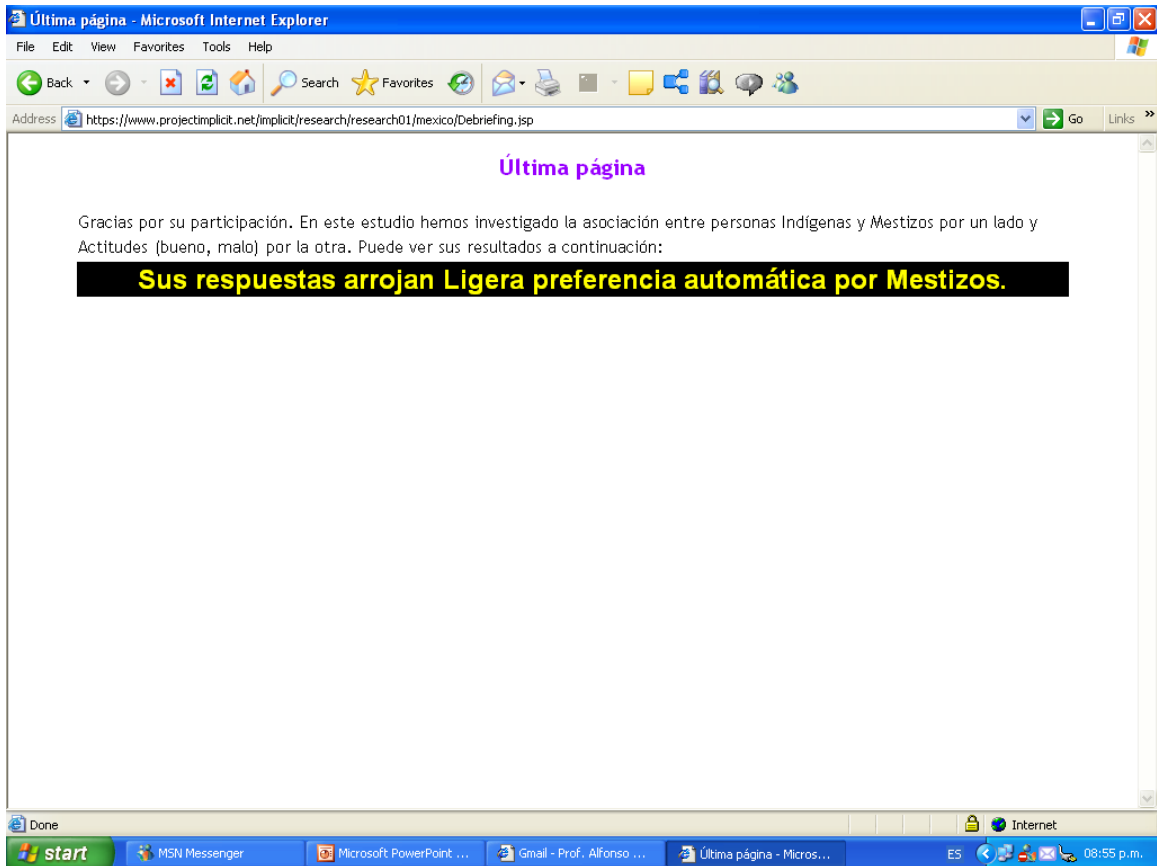 Última página - Microsoft Internet Explorer
File Edit View Favorites Tools Help
Back Search Favorites
Address https://www.projectimplicit.net/implicit/research/research01/mexico/Debriefing.jsp Go Links »
Última página
Gracias por su participación. En este estudio hemos investigado la asociación entre personas Indígenas y Mestizos por un lado y
Actitudes (bueno, malo) por la otra. Puede ver sus resultados a continuación:
Sus respuestas arrojan Ligera preferencia automática por Mestizos.
Done Internet
start MSN Messenger Microsoft PowerPoint ... Gmail - Prof. Alfonso ... Última página - Micros... ES 08:55 p.m.